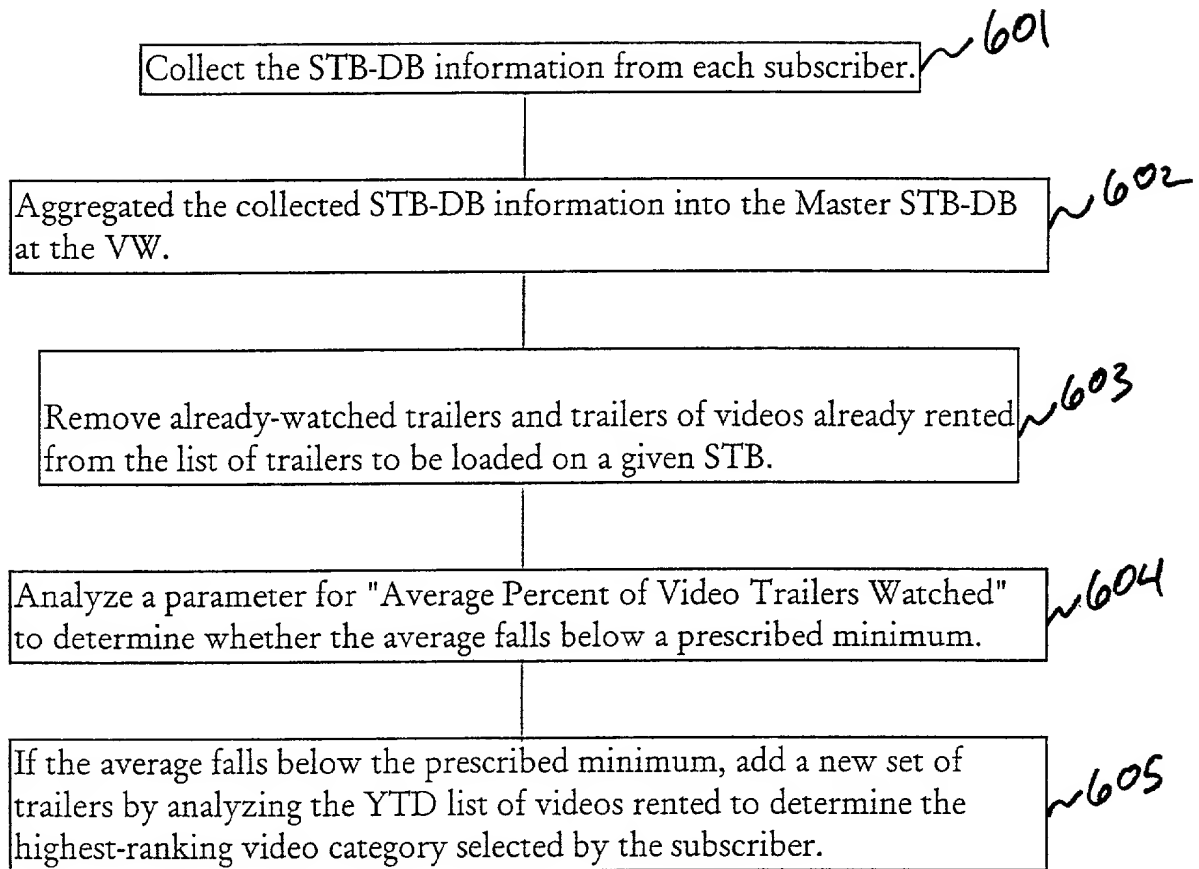 601
Collect the STB-DB information from each subscriber.
602
Aggregated the collected STB-DB information into the Master STB-DB
at the VW.
603
Remove already-watched trailers and trailers of videos already rented
from the list of trailers to be loaded on a given STB.
604
Analyze a parameter for "Average Percent of Video Trailers Watched"
to determine whether the average falls below a prescribed minimum.
605
If the average falls below the prescribed minimum, add a new set of
trailers by analyzing the YTD list of videos rented to determine the
highest-ranking video category selected by the subscriber.